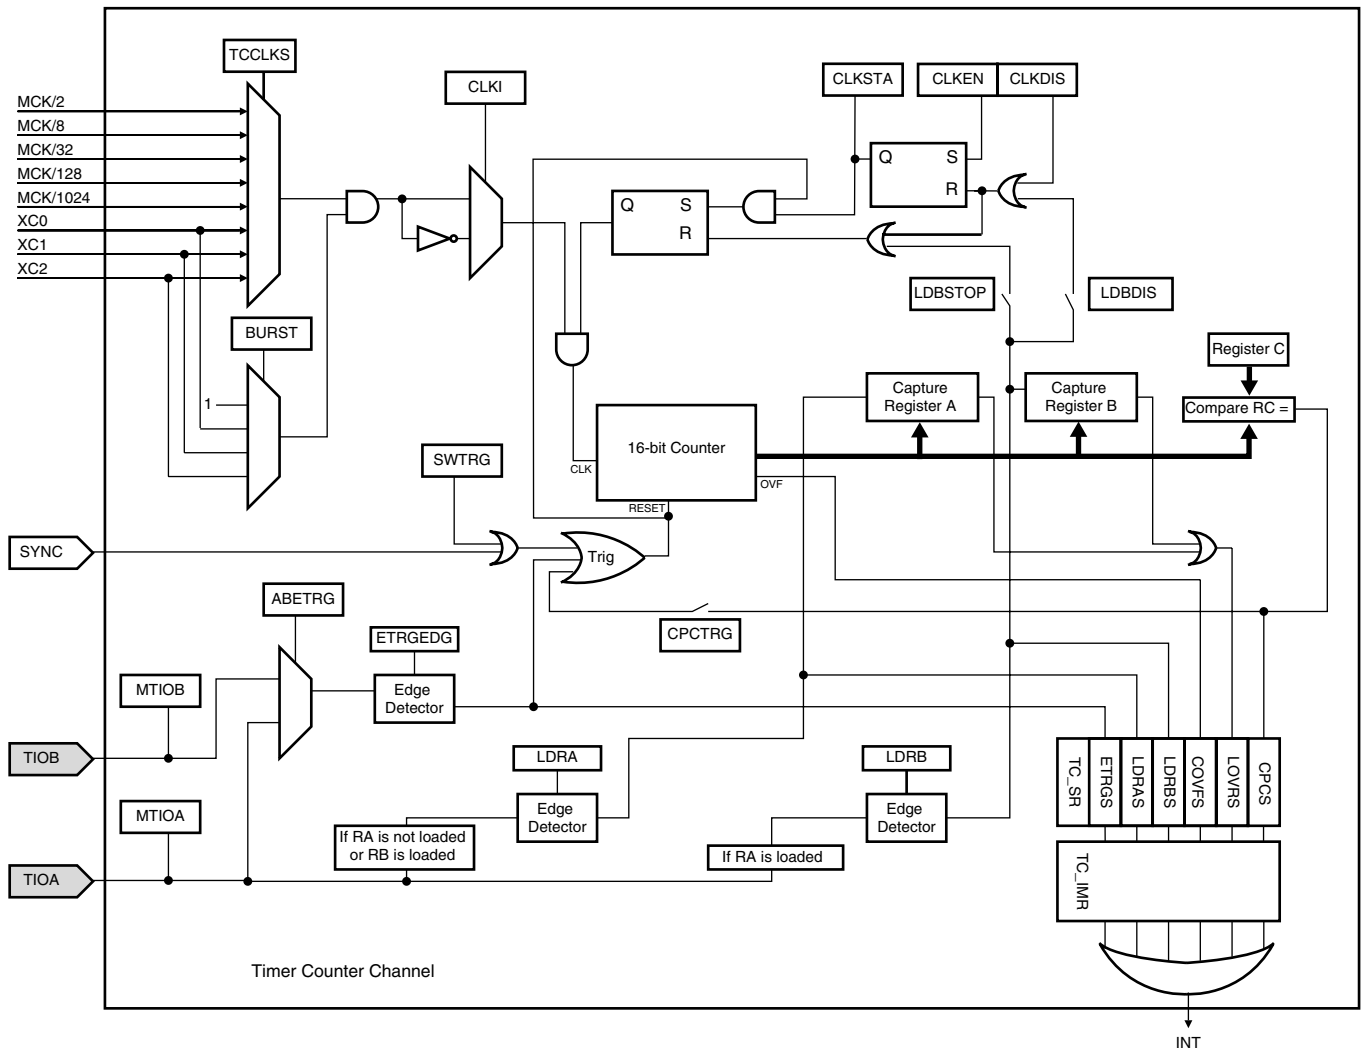 TCCLKS
CLKI
CLKSTA
CLKEN
CLKDIS
MCK/2
MCK/8
MCK/32
MCK/128
MCK/1024
XC0
XC1
XC2
Q
S
R
Q
S
R
LDBSTOP
LDBDIS
BURST
1
Register C
Capture
Register A
Capture
Register B
Compare RC =
16-bit Counter
SWTRG
CLK
OVF
RESET
SYNC
Trig
ABETRG
CPCTRG
ETRGEDG
MTIOB
Edge
Detector
TIOB
LDRA
LDRB
MTIOA
Edge
Detector
Edge
Detector
If RA is not loaded
or RB is loaded
If RA is loaded
TIOA
TC_SR
ETRGS
LDRAS
LDRBS
COVFS
LOVRS
CPCS
TC_IMR
Timer Counter Channel
INT